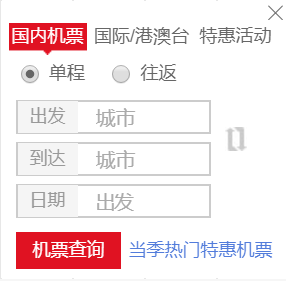 国内机票 国际/港澳台 特惠活动
单程 往返
出发 城市
到达 城市
日期 出发
机票查询 当季热门特惠机票